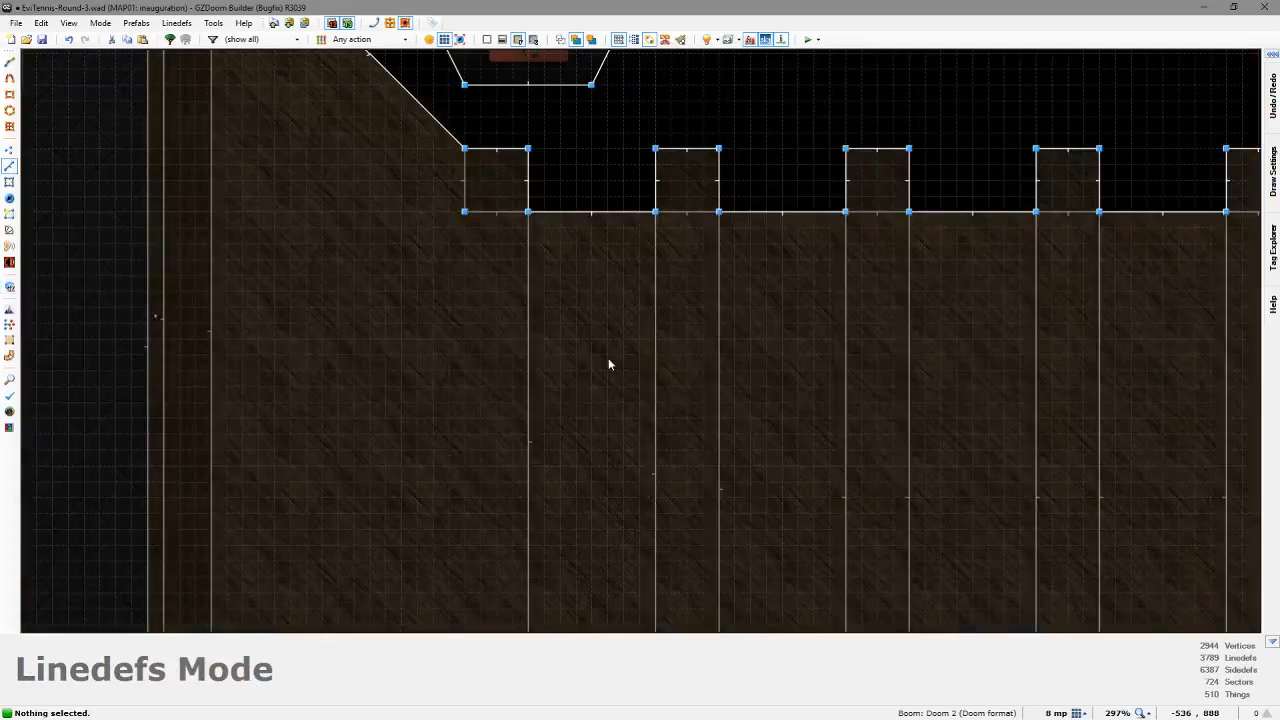 EviTennis-Round-3.wad (MAP01: inauguration) - GZDoom Builder (Bugfix) R3039
File Edit View Mode Prefabs Linedefs Tools Help
(show all) Any action
Undo / Redo
Draw Settings
Tag Explorer
Help
Linedefs Mode
2944 Vertices
3789 Linedefs
6387 Sidedefs
724 Sectors
510 Things
Nothing selected.
Boom: Doom 2 (Doom format) 8 mp 297% -536 , 888 0